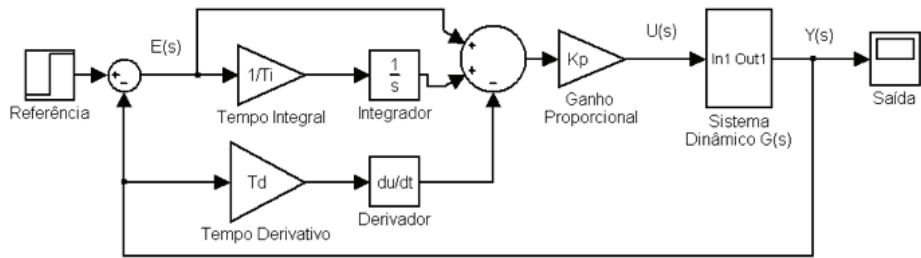 E(s)
U(s)
Y(s)
+
−
1/Ti
1
s
+
+
−
Kp
In1 Out1
Referência
Tempo Integral
Integrador
Ganho
Proporcional
Sistema
Dinâmico G(s)
Saída
Td
du/dt
Tempo Derivativo
Derivador